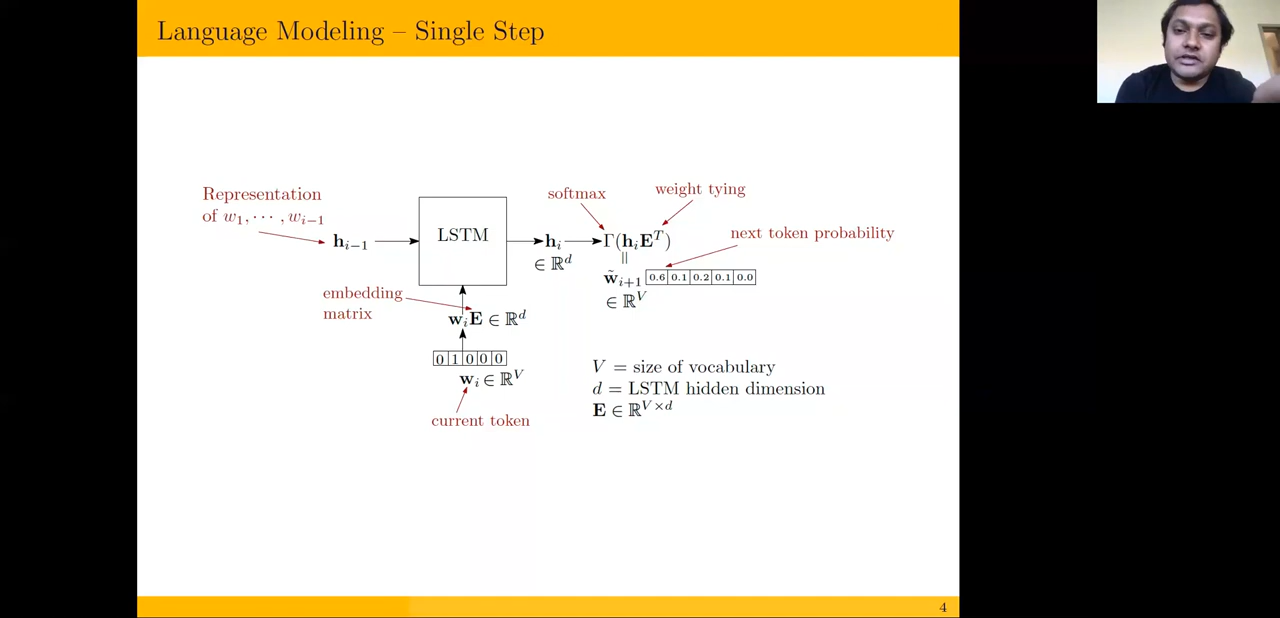 Language Modeling – Single Step
Representation
of w₁, ⋯ , wᵢ₋₁
hᵢ₋₁
LSTM
hᵢ
∈ ℝᵈ
softmax
weight tying
Γ(hᵢEᵀ)
next token probability
w̃ᵢ₊₁ 0.6 0.1 0.2 0.1 0.0
∈ ℝⱽ
embedding
matrix
wᵢE ∈ ℝᵈ
0 1 0 0 0
wᵢ ∈ ℝⱽ
current token
V = size of vocabulary
d = LSTM hidden dimension
E ∈ ℝⱽ ˣ ᵈ
4